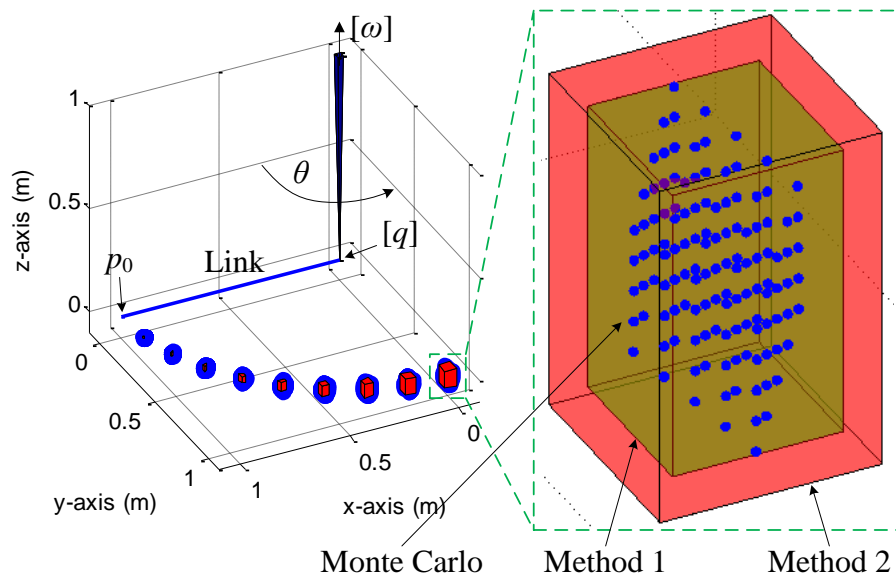 [ω]
1
θ
0.5
z-axis (m)
[q]
p0
Link
0
0
0.5
1
y-axis (m)
1
0.5
0
x-axis (m)
Monte Carlo
Method 1
Method 2